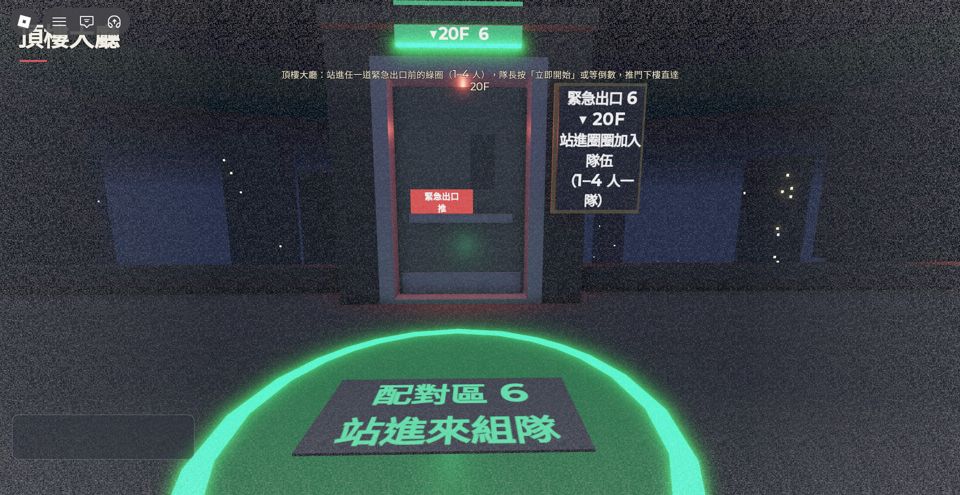 頂樓大廳
▼20F 6
頂樓大廳：站進任一道緊急出口前的綠圈（1–4 人），隊長按「立即開始」或等倒數，推門下樓直達
20F
緊急出口 6
▼ 20F
站進圈圈加入
隊伍
（1–4 人一
隊）
緊急出口
推
配對區 6
站進來組隊